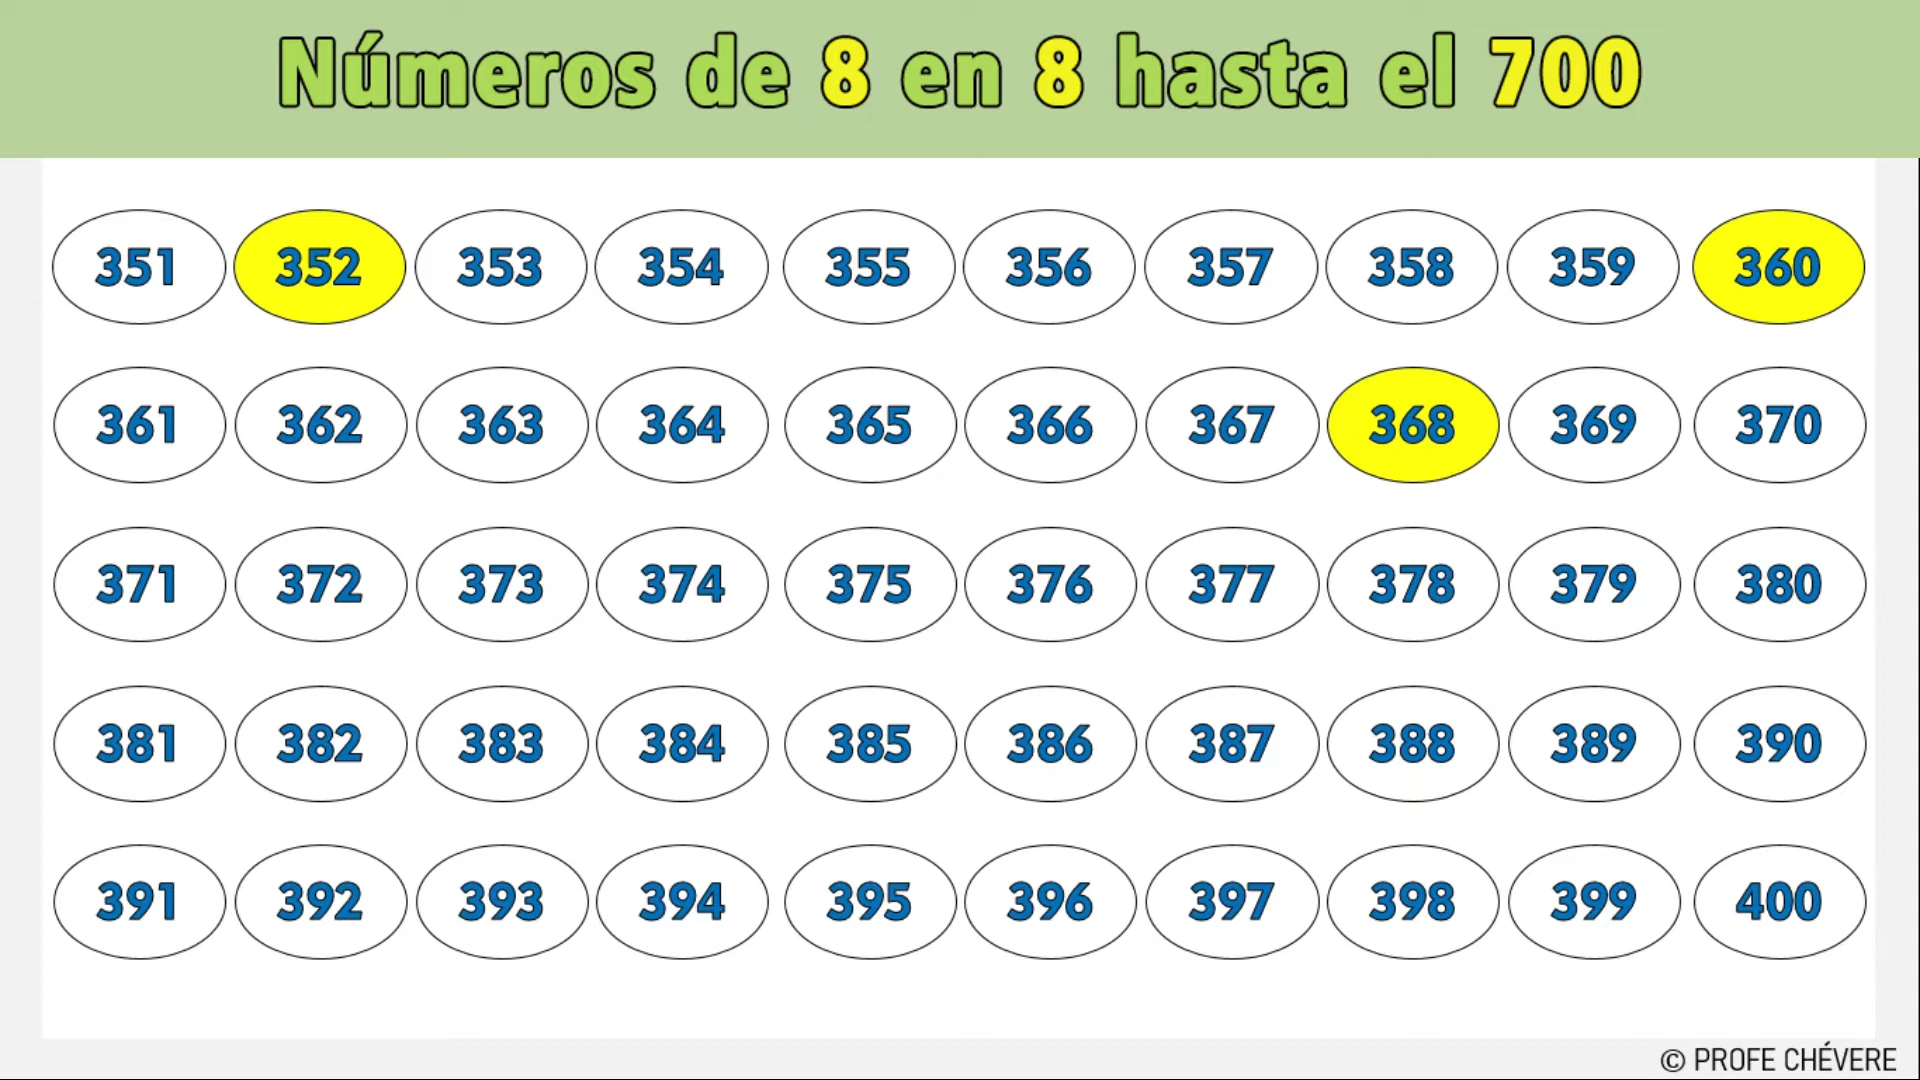 Números de 8 en 8 hasta el 700
351 352 353 354 355 356 357 358 359 360
361 362 363 364 365 366 367 368 369 370
371 372 373 374 375 376 377 378 379 380
381 382 383 384 385 386 387 388 389 390
391 392 393 394 395 396 397 398 399 400
© PROFE CHÉVERE